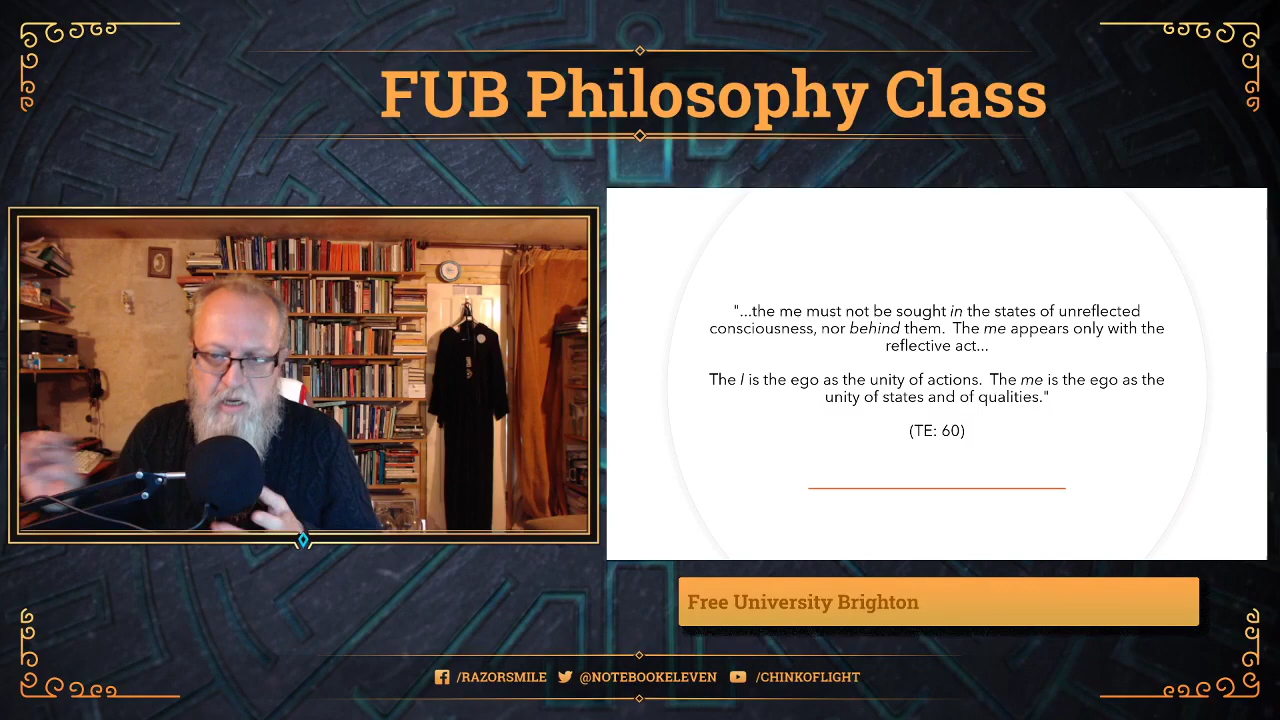 FUB Philosophy Class
"...the me must not be sought in the states of unreflected
consciousness, nor behind them.  The me appears only with the
reflective act...
The I is the ego as the unity of actions.  The me is the ego as the
unity of states and of qualities."
(TE: 60)
Free University Brighton
/RAZORSMILE @NOTEBOOKELEVEN /CHINKOFLIGHT